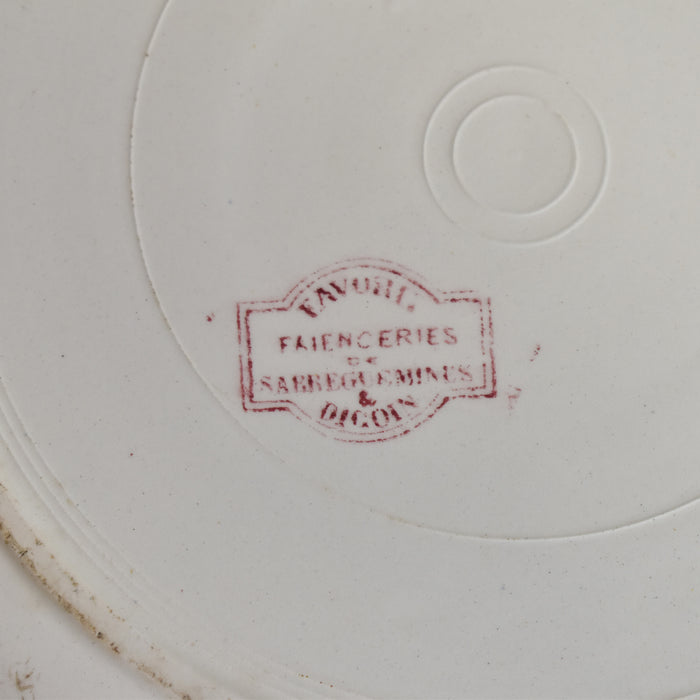 FAVORI.
FAIENCERIES
DE
SARREGUEMINES
&
DIGOIN